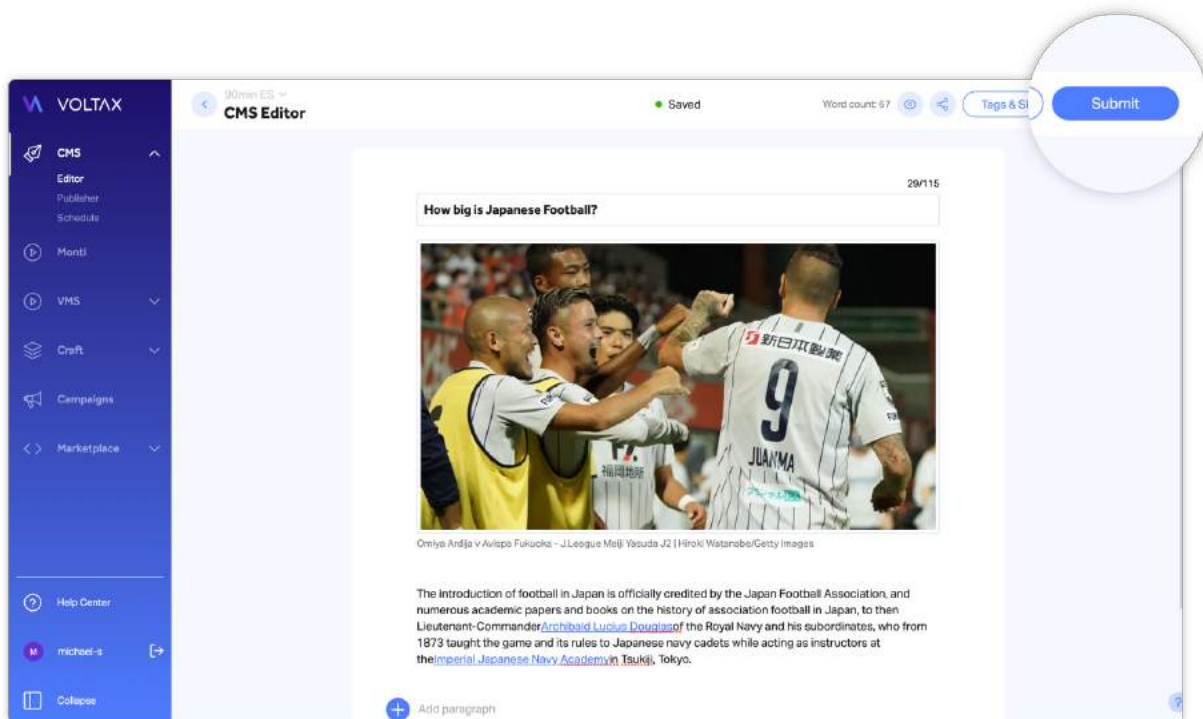 Submit
VOLTAX
90min ES
CMS Editor
Saved
Word count: 67
Tags & S
CMS
Editor
Publisher
Schedule
Monti
VMS
Craft
Campaigns
Marketplace
Help Center
M
michael-s
Collapse
29/115
How big is Japanese Football?
新日本製薬
9
JUANMA
福岡地所
Omiya Ardija v Avispa Fukuoka - J.League Meiji Yasuda J2 | Hiroki Watanabe/Getty Images
The introduction of football in Japan is officially credited by the Japan Football Association, and
numerous academic papers and books on the history of association football in Japan, to then
Lieutenant-CommanderArchibald Lucius Douglasof the Royal Navy and his subordinates, who from
1873 taught the game and its rules to Japanese navy cadets while acting as instructors at
theImperial Japanese Navy Academyin Tsukiji, Tokyo.
+ Add paragraph
?